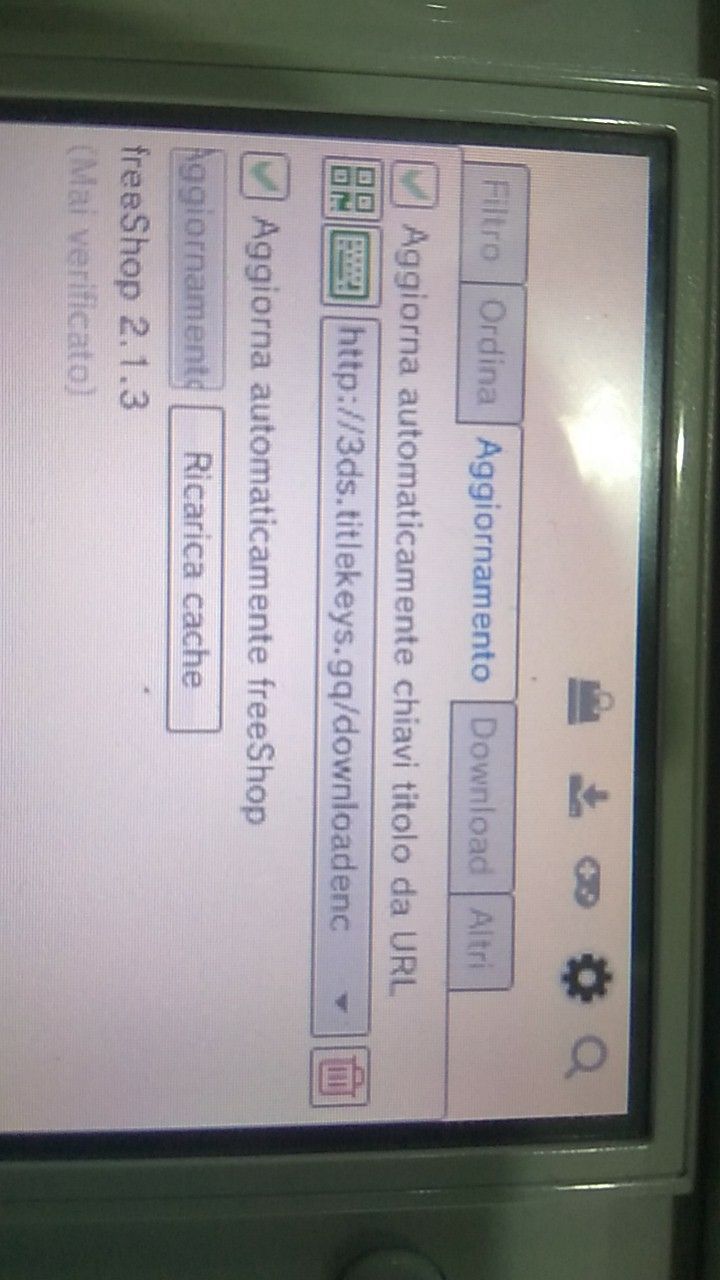 Filtro Ordina Aggiornamento Download Altri
Aggiorna automaticamente chiavi titolo da URL
http://3ds.titlekeys.gq/downloadenc
Aggiorna automaticamente freeShop
Aggiornamento Ricarica cache
freeShop 2.1.3
(Mai verificato)